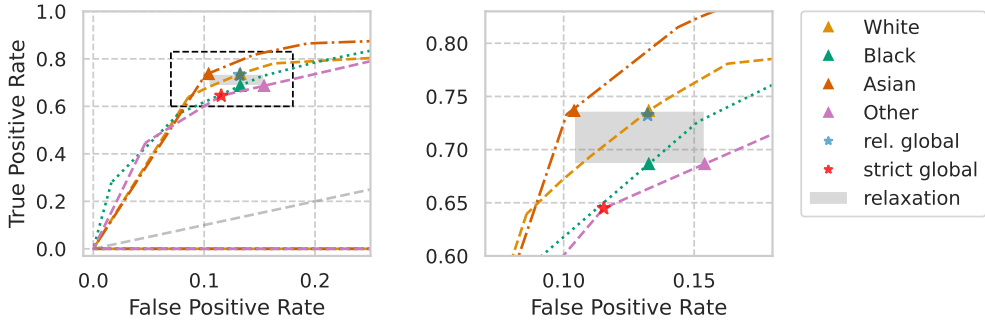 True Positive Rate
1.0
0.8
0.6
0.4
0.2
0.0
0.0 0.1 0.2
False Positive Rate
0.80
0.75
0.70
0.65
0.60
0.10 0.15
False Positive Rate
White
Black
Asian
Other
rel. global
strict global
relaxation